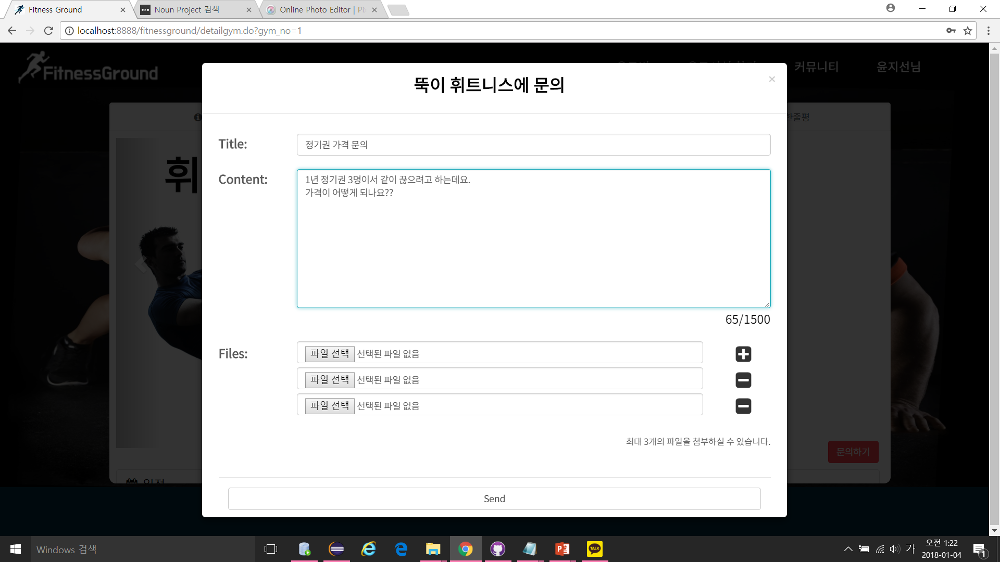 Fitness Ground
Noun Project 검색
Online Photo Editor | Pi
localhost:8888/fitnessground/detailgym.do?gym_no=1
FitnessGround
커뮤니티
윤지선님
뚝이 휘트니스에 문의
×
한줄평
휘
Title:
정기권 가격 문의
Content:
1년 정기권 3명이서 같이 끊으려고 하는데요.
가격이 어떻게 되나요??
65/1500
Files:
파일 선택 선택된 파일 없음
파일 선택 선택된 파일 없음
파일 선택 선택된 파일 없음
최대 3개의 파일을 첨부하실 수 있습니다.
문의하기
일정
Send
Windows 검색
TALK
가
오전 1:22
2018-01-04
1